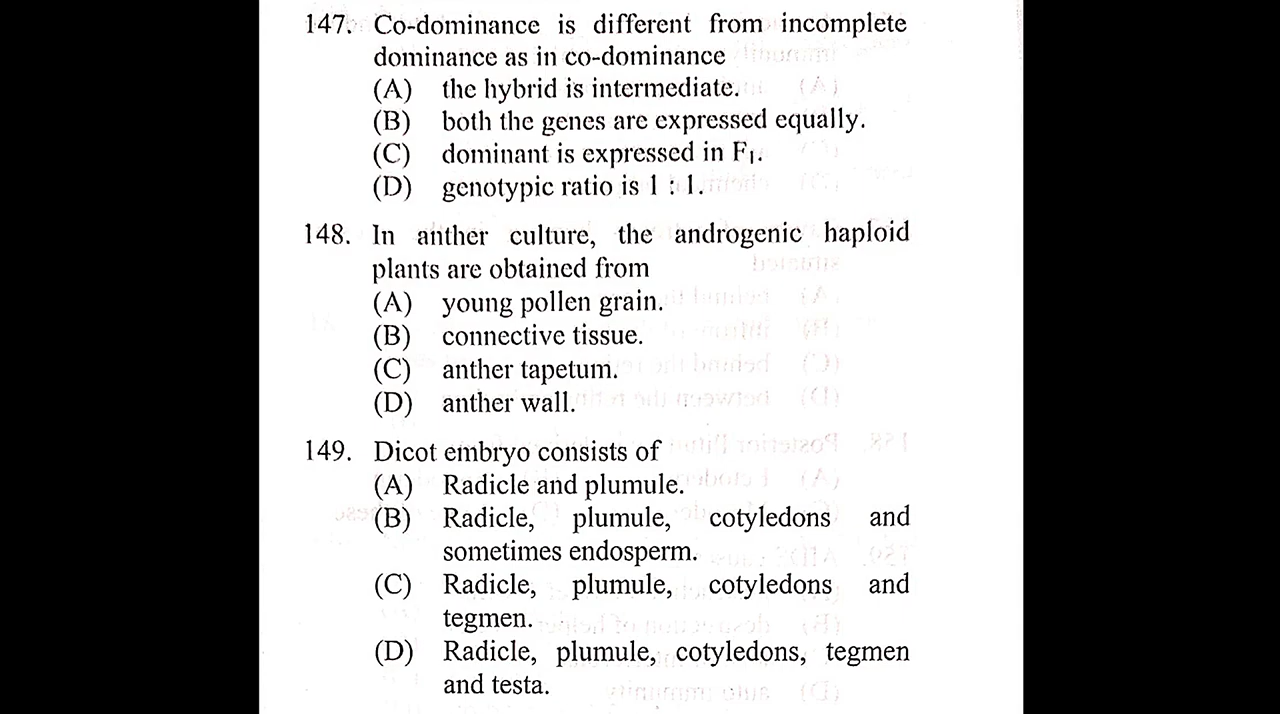 147. Co-dominance is different from incomplete
dominance as in co-dominance
(A) the hybrid is intermediate.
(B) both the genes are expressed equally.
(C) dominant is expressed in F₁.
(D) genotypic ratio is 1 : 1.
148. In anther culture, the androgenic haploid
plants are obtained from
(A) young pollen grain.
(B) connective tissue.
(C) anther tapetum.
(D) anther wall.
149. Dicot embryo consists of
(A) Radicle and plumule.
(B) Radicle, plumule, cotyledons and
sometimes endosperm.
(C) Radicle, plumule, cotyledons and
tegmen.
(D) Radicle, plumule, cotyledons, tegmen
and testa.